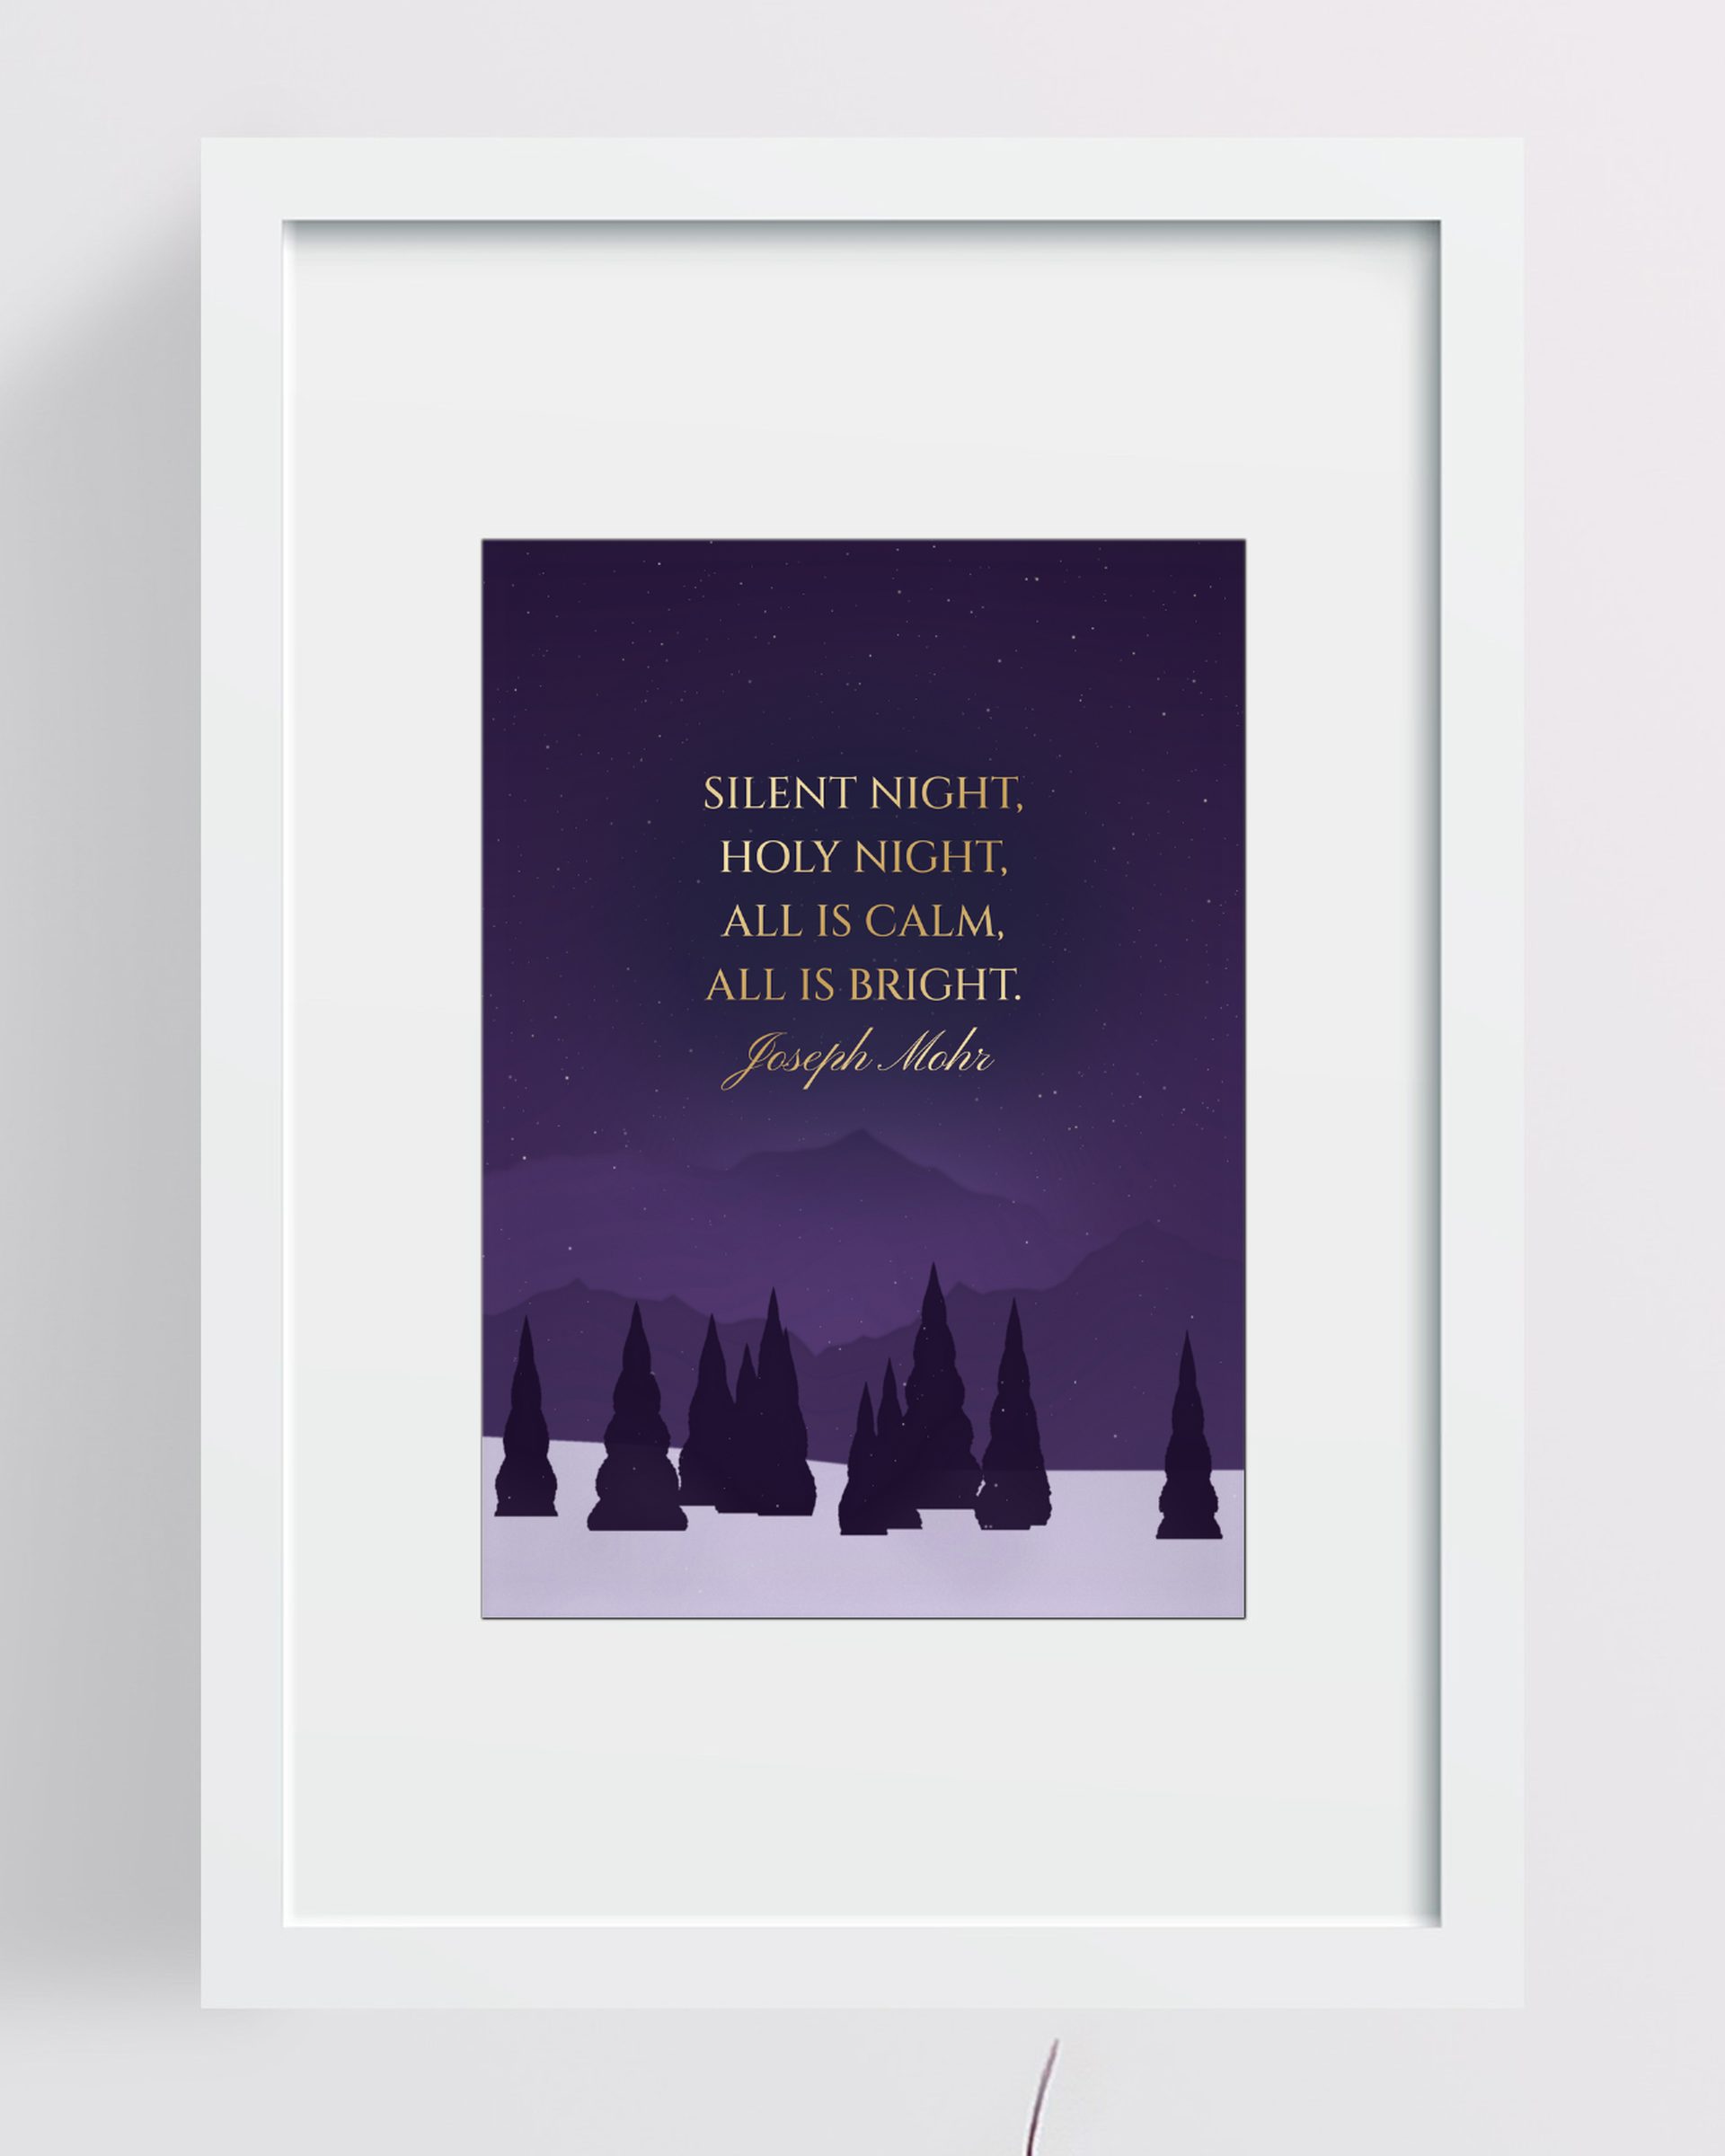 SILENT NIGHT,
HOLY NIGHT,
ALL IS CALM,
ALL IS BRIGHT.
Joseph Mohr